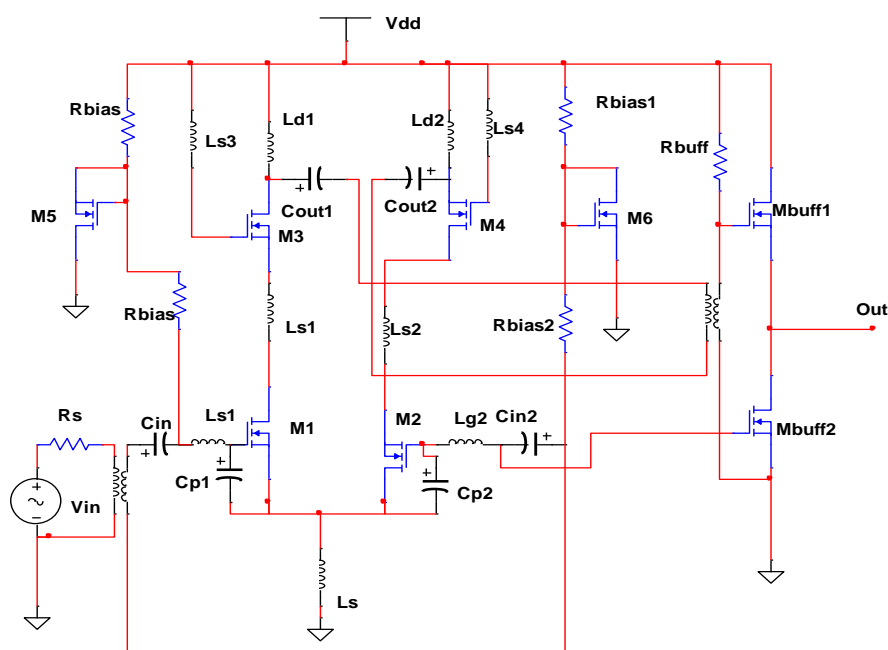 Vdd
Rbias
Ls3
Ld1
Ld2
Ls4
Rbias1
Rbuff
M5
Cout1
M3
Cout2
M4
M6
Mbuff1
Rbias
Ls1
Ls2
Rbias2
Out
Rs
Cin
Ls1
M1
M2
Lg2
Cin2
Mbuff2
Vin
Cp1
Cp2
Ls